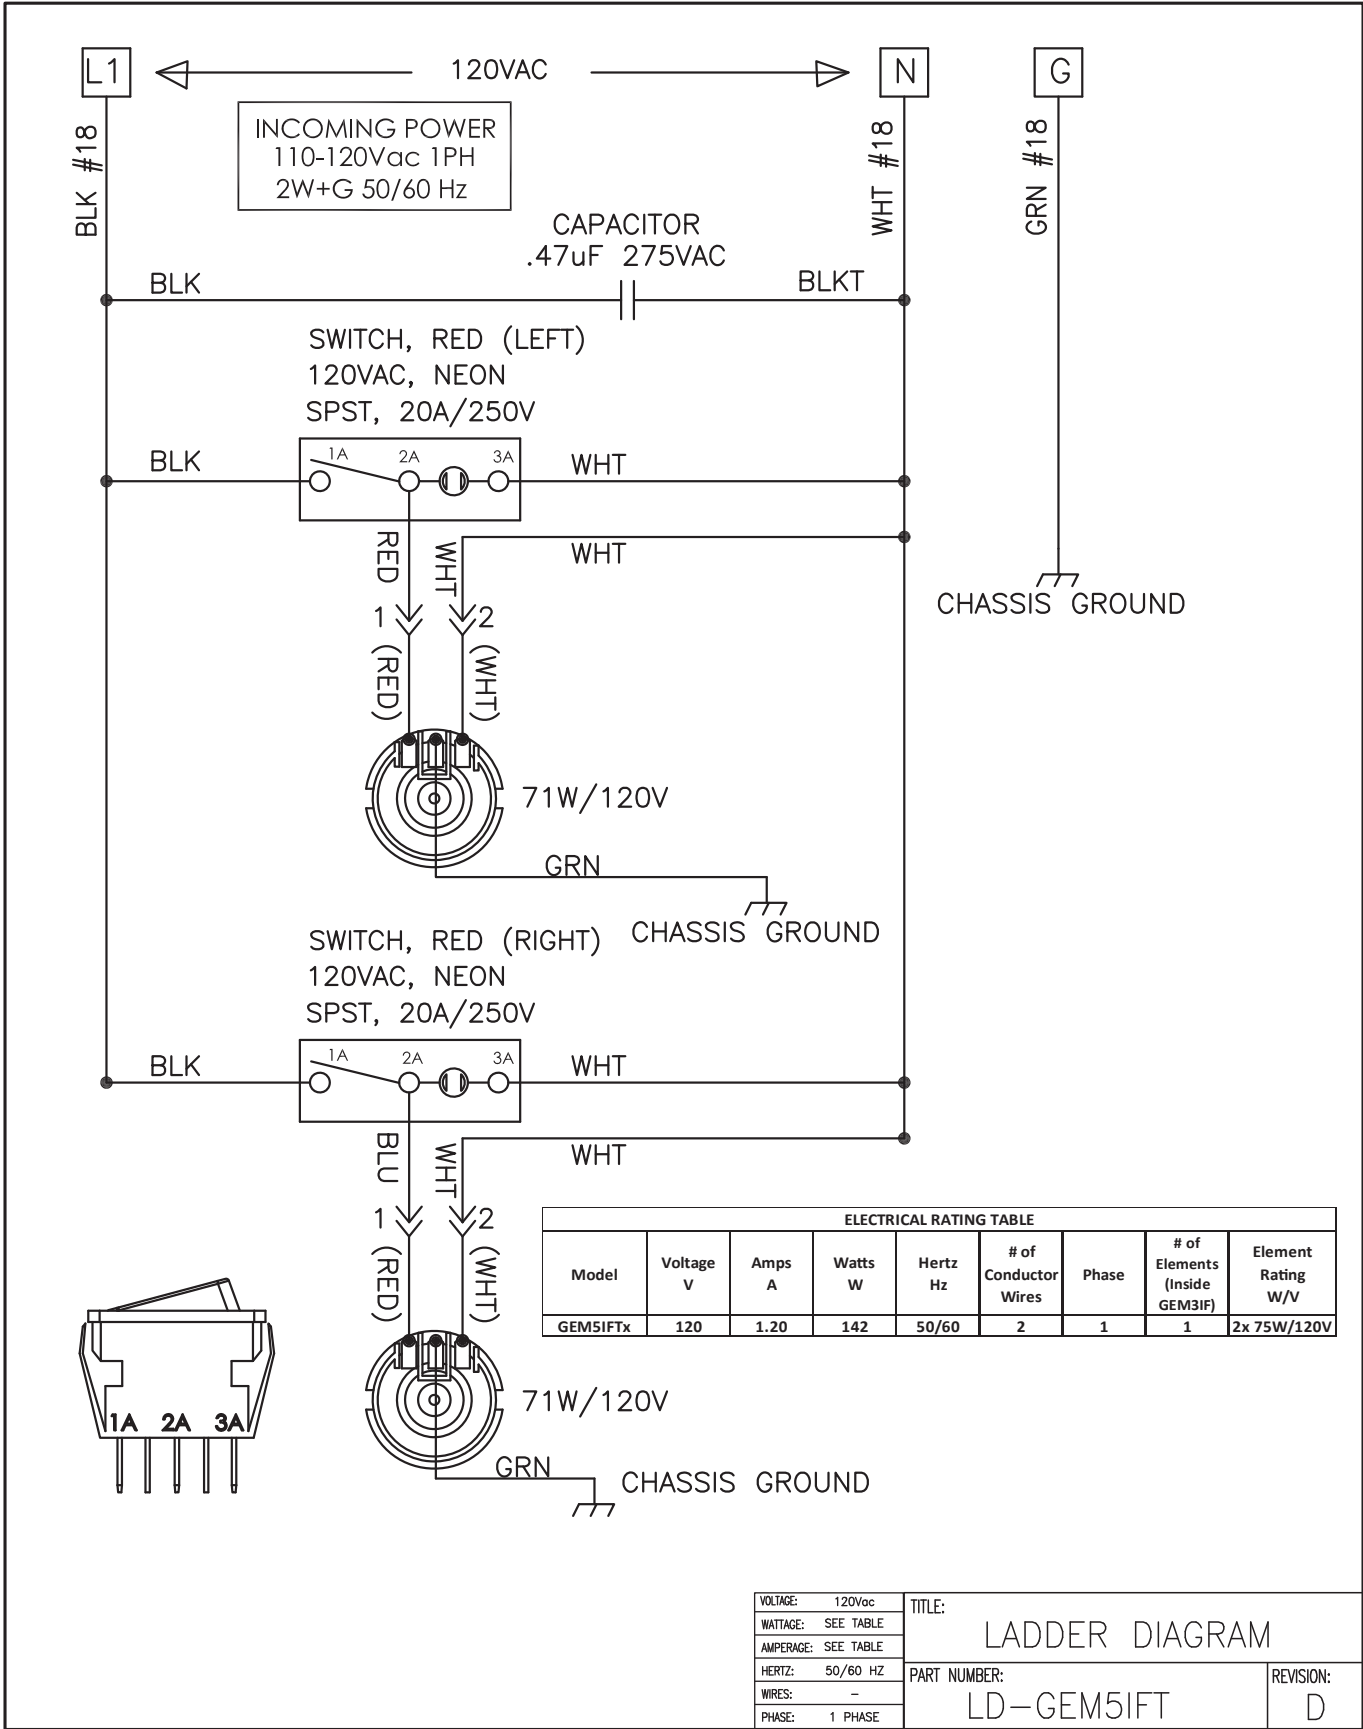 L1
120VAC
N
G
BLK #18
INCOMING POWER
110-120Vac 1PH
2W+G 50/60 Hz
WHT #18
GRN #18
CAPACITOR
.47uF 275VAC
BLK
BLKT
SWITCH, RED (LEFT)
120VAC, NEON
SPST, 20A/250V
BLK
1A
2A
3A
WHT
RED
WHT
WHT
1
2
(RED)
(WHT)
CHASSIS GROUND
71W/120V
GRN
CHASSIS GROUND
SWITCH, RED (RIGHT)
120VAC, NEON
SPST, 20A/250V
BLK
1A
2A
3A
WHT
BLU
WHT
WHT
1
2
(RED)
(WHT)
71W/120V
GRN
CHASSIS GROUND
1A 2A 3A
ELECTRICAL RATING TABLE
Model
Voltage
V
Amps
A
Watts
W
Hertz
Hz
# of
Conductor
Wires
Phase
# of
Elements
(Inside
GEM3IF)
Element
Rating
W/V
GEM5IFTx 120 1.20 142 50/60 2 1 1 2x 75W/120V
VOLTAGE: 120Vac
WATTAGE: SEE TABLE
AMPERAGE: SEE TABLE
HERTZ: 50/60 HZ
WIRES: –
PHASE: 1 PHASE
TITLE:
LADDER DIAGRAM
PART NUMBER:
LD-GEM5IFT
REVISION:
D